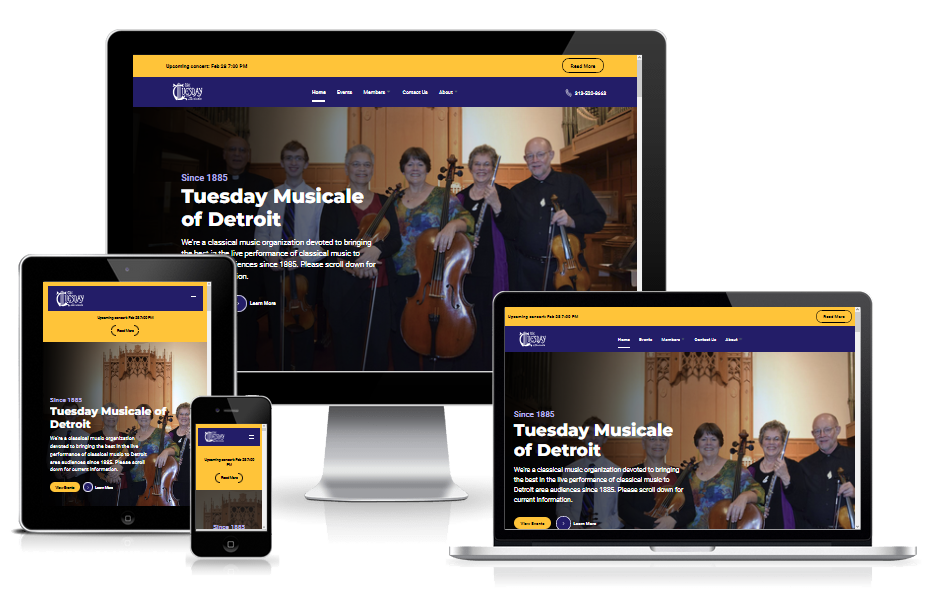 Upcoming concert: Feb 28 7:00 PM
Read More
Tuesday
Home
Events
Members
Contact Us
About
313-532-8663
Since 1885
Tuesday Musicale
of Detroit
We're a classical music organization devoted to bringing
the best in the live performance of classical music to
audiences since 1885. Please scroll down for
Learn More
Tuesday
Upcoming concert: Feb 28 7:00 PM
Read More
Since 1885
Tuesday Musicale of
Detroit
We're a classical music organization
devoted to bringing the best in the live
performance of classical music to Detroit
area audiences since 1885. Please scroll
down for current information.
View Events
Learn More
Tuesday
Upcoming concert: Feb 28 7:00
PM
Read More
Since 1885
Upcoming concert: Feb 28 7:00 PM
Read More
Tuesday
Home
Events
Members
Contact Us
About
Since 1885
Tuesday Musicale
of Detroit
We're a classical music organization devoted to bringing
the best in the live performance of classical music to
Detroit area audiences since 1885. Please scroll down for
current information.
View Events
Learn More